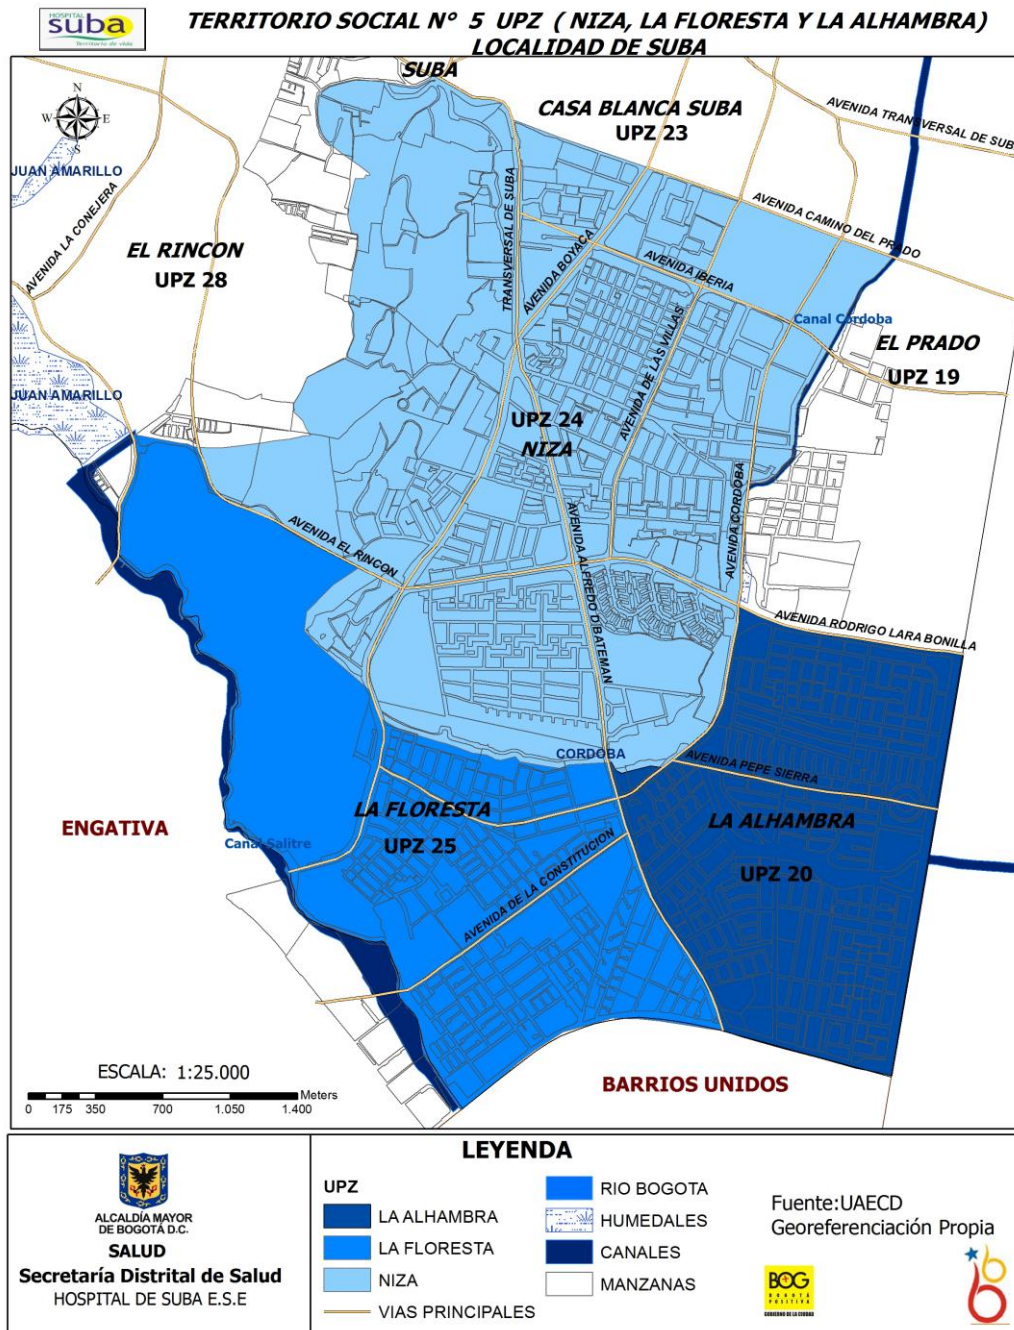 HOSPITAL
suba
Territorio de vida
TERRITORIO SOCIAL N° 5 UPZ ( NIZA, LA FLORESTA Y LA ALHAMBRA)
LOCALIDAD DE SUBA
SUBA
CASA BLANCA SUBA
UPZ 23
AVENIDA TRANSVERSAL DE SUB
N
W
E
S
JUAN AMARILLO
AVENIDA LA CONEJERA
EL RINCON
UPZ 28
TRANSVERSAL DE SUBA
AVENIDA BOYACA
AVENIDA CAMINO DEL PRADO
AVENIDA IBERIA
AVENIDA DE LAS VILLAS
Canal Cordoba
EL PRADO
UPZ 19
JUAN AMARILLO
UPZ 24
NIZA
AVENIDA CORDOBA
AVENIDA EL RINCON
AVENIDA ALFREDO D BATEMAN
AVENIDA RODRIGO LARA BONILLA
CORDOBA
AVENIDA PEPE SIERRA
ENGATIVA
LA FLORESTA
UPZ 25
Canal Salitre
LA ALHAMBRA
UPZ 20
AVENIDA DE LA CONSTITUCION
BARRIOS UNIDOS
ESCALA: 1:25.000
Meters
0 175 350 700 1.050 1.400
LEYENDA
ALCALDÍA MAYOR
DE BOGOTÁ D.C.
SALUD
Secretaría Distrital de Salud
HOSPITAL DE SUBA E.S.E
UPZ
LA ALHAMBRA
LA FLORESTA
NIZA
VIAS PRINCIPALES
RIO BOGOTA
HUMEDALES
CANALES
MANZANAS
Fuente:UAECD
Georeferenciación Propia
BOG
BOGOTÁ
POSITIVA
GOBIERNO DE LA CIUDAD